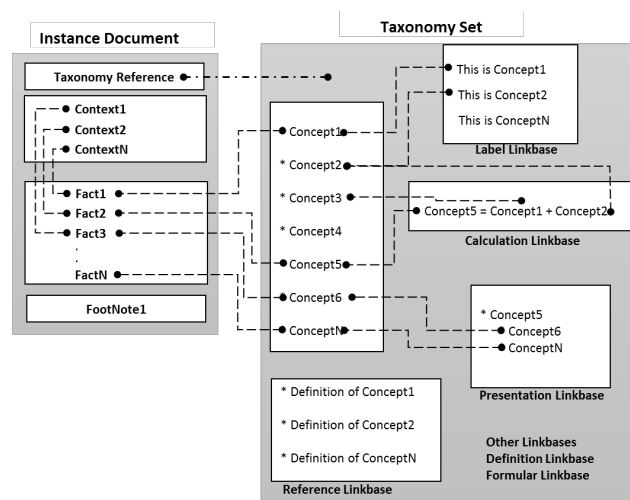 Instance Document
Taxonomy Reference
Context1
Context2
ContextN
Fact1
Fact2
Fact3
.
.
FactN
FootNote1
Taxonomy Set
Concept1
* Concept2
* Concept3
* Concept4
Concept5
* Concept6
ConceptN
* Definition of Concept1
* Definition of Concept2
* Definition of ConceptN
Reference Linkbase
This is Concept1
This is Concept2
This is ConceptN
Label Linkbase
Concept5 = Concept1 + Concept2
Calculation Linkbase
* Concept5
Concept6
ConceptN
Presentation Linkbase
Other Linkbases
Definition Linkbase
Formular Linkbase